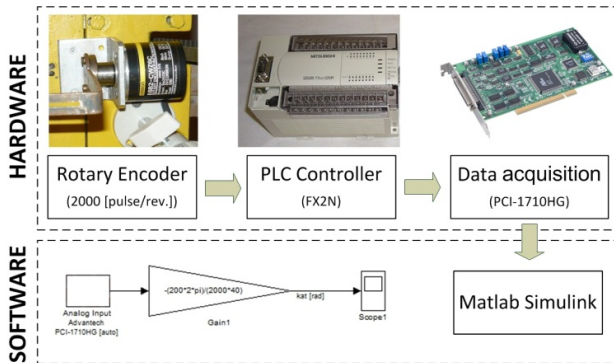 HARDWARE
MITSUBISHI
Rotary Encoder
(2000 [pulse/rev.])
PLC Controller
(FX2N)
Data acquisition
(PCI-1710HG)
SOFTWARE
Analog Input
Advantech
PCI-1710HG [auto]
-(200*2*pi)/(2000*40)
Gain1
kat [rad]
Scope1
Matlab Simulink